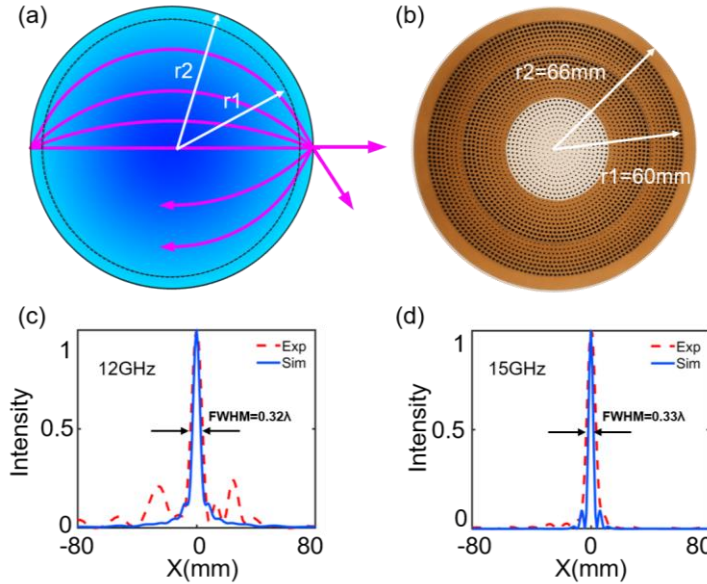 (a)
r2
r1
(b)
r2=66mm
r1=60mm
(c)
1
Exp
Sim
12GHz
FWHM=0.32λ
0.5
Intensity
0
-80
0
80
X(mm)
(d)
1
Exp
Sim
15GHz
FWHM=0.33λ
0.5
Intensity
0
-80
0
80
X(mm)